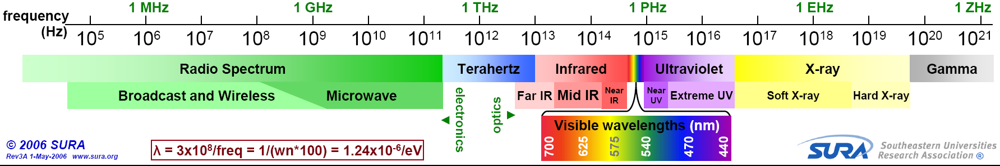 1 MHz 1 GHz 1 THz 1 PHz 1 EHz 1 ZHz
frequency
(Hz)
10⁵ 10⁶ 10⁷ 10⁸ 10⁹ 10¹⁰ 10¹¹ 10¹² 10¹³ 10¹⁴ 10¹⁵ 10¹⁶ 10¹⁷ 10¹⁸ 10¹⁹ 10²⁰ 10²¹
Radio Spectrum Terahertz Infrared Ultraviolet X-ray Gamma
Broadcast and Wireless Microwave Far IR Mid IR Near IR Near UV Extreme UV Soft X-ray Hard X-ray
electronics
optics
Visible wavelengths (nm)
700 625 575 540 470 440
© 2006 SURA
Rev3A 1-May-2006 www.sura.org
λ = 3x10⁸/freq = 1/(wn*100) = 1.24x10⁻⁶/eV
SURA
Southeastern Universities
Research Association ®